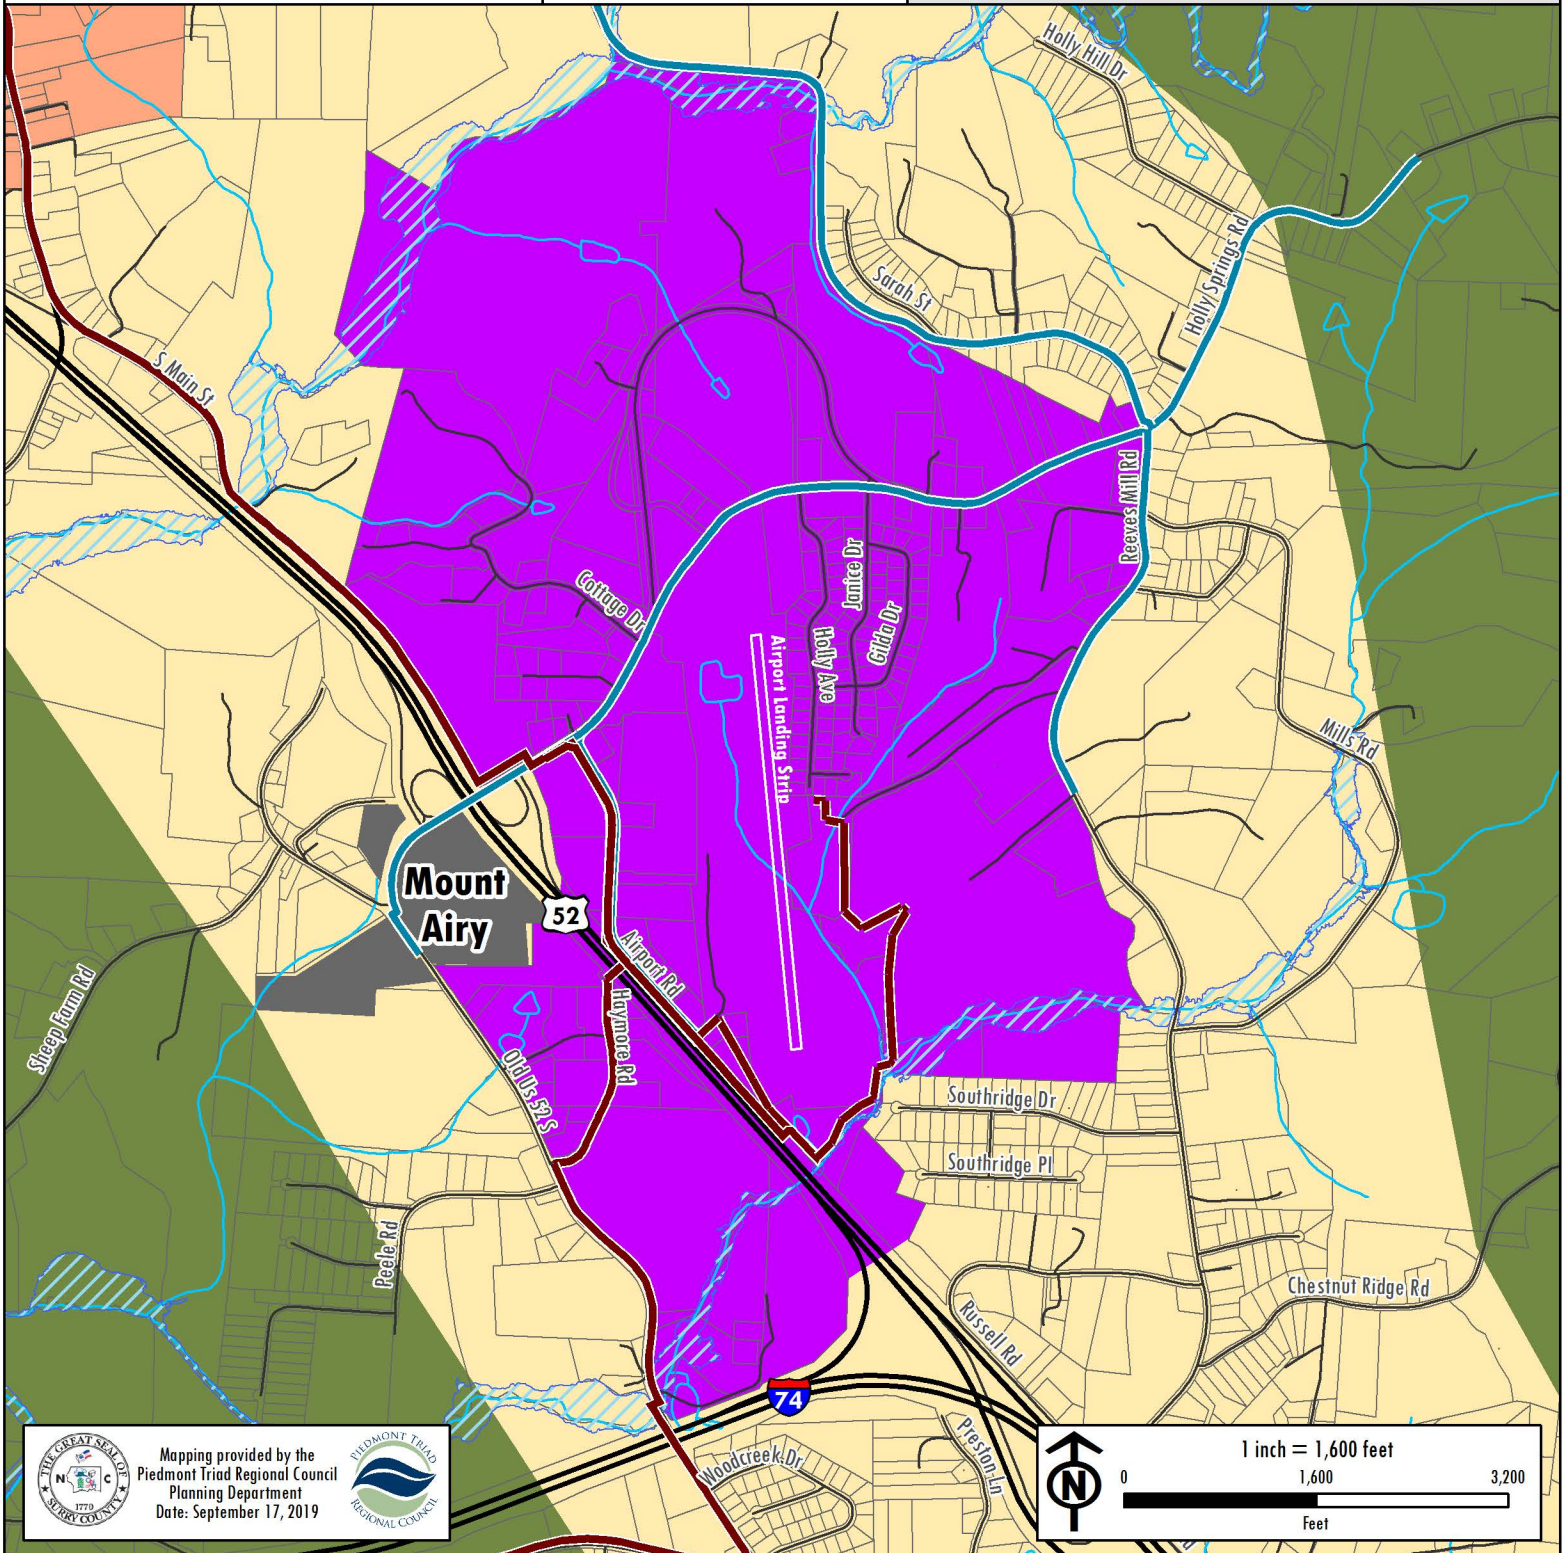 Holly Hill Dr
Holly Springs Rd
Sarah St
S Main St
Reeves Mill Rd
Janice Dr
Cottage Dr
Gilda Dr
Holly Ave
Airport Landing Strip
Mills Rd
Mount
Airy
52
Airport Rd
Sheep Farm Rd
Haymore Rd
Old Us 52 S
Southridge Dr
Southridge Pl
Peele Rd
Chestnut Ridge Rd
Russell Rd
74
Preston Ln
Woodcreek Dr
THE GREAT SEAL OF
N C
1770
SURRY COUNTY
Mapping provided by the
Piedmont Triad Regional Council
Planning Department
Date: September 17, 2019
PIEDMONT TRIAD
REGIONAL COUNCIL
N
1 inch = 1,600 feet
0 1,600 3,200
Feet